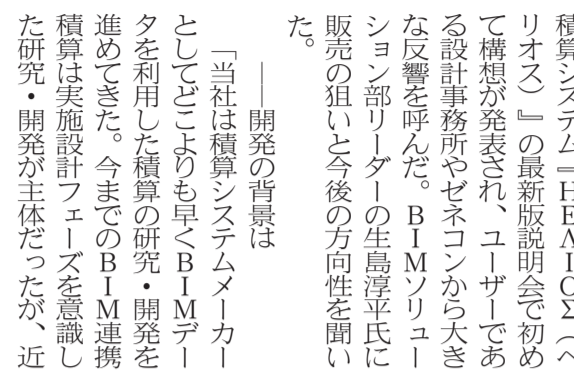 積算システム『ΗΕΛΙΟΣ（ヘ
リオス）』の最新版説明会で初め
て構想が発表され、ユーザーであ
る設計事務所やゼネコンから大き
な反響を呼んだ。ＢＩＭソリュー
ション部リーダーの生島淳平氏に
販売の狙いと今後の方向性を聞い
た。
――開発の背景は
「当社は積算システムメーカー
としてどこよりも早くＢＩＭデー
タを利用した積算の研究・開発を
進めてきた。今までのＢＩＭ連携
積算は実施設計フェーズを意識し
た研究・開発が主体だったが、近